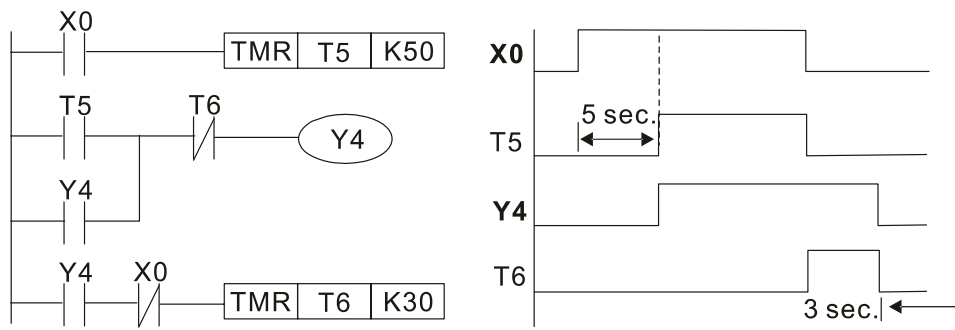 X0
TMR T5 K50
T5 T6
Y4
Y4
Y4 X0
TMR T6 K30
X0
5 sec.
T5
Y4
T6
3 sec.